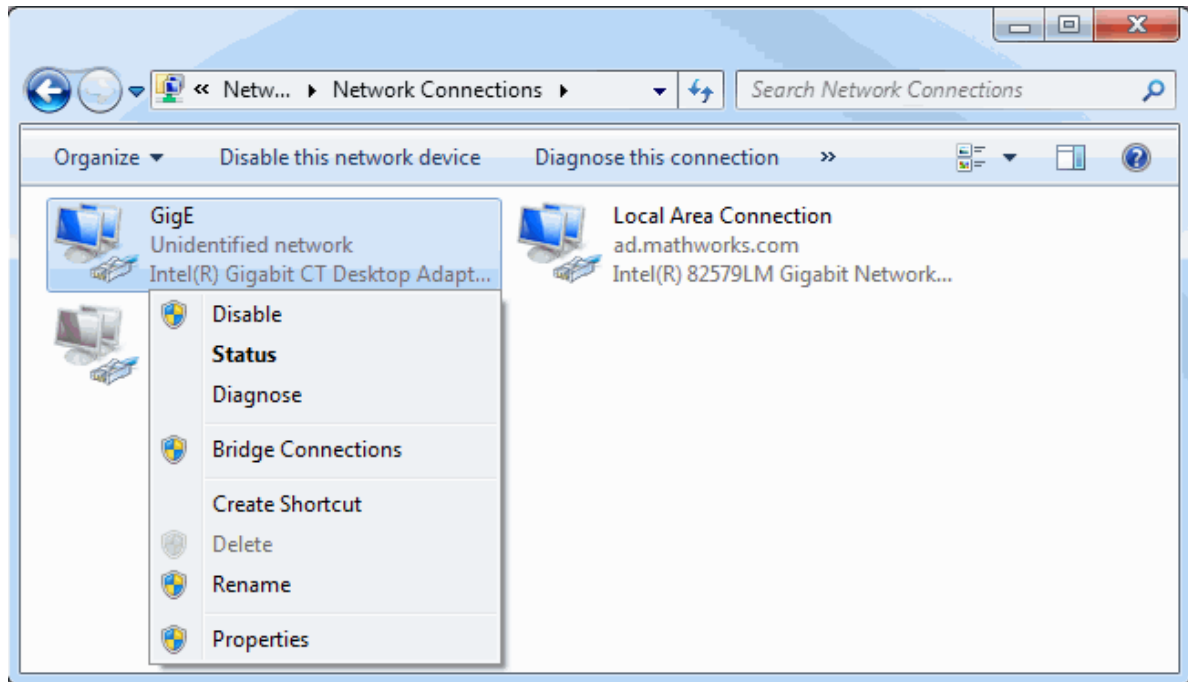 « Netw... ▸ Network Connections ▸ Search Network Connections
Organize Disable this network device Diagnose this connection »
GigE
Unidentified network
Intel(R) Gigabit CT Desktop Adapt...
Local Area Connection
ad.mathworks.com
Intel(R) 82579LM Gigabit Network...
Disable
Status
Diagnose
Bridge Connections
Create Shortcut
Delete
Rename
Properties